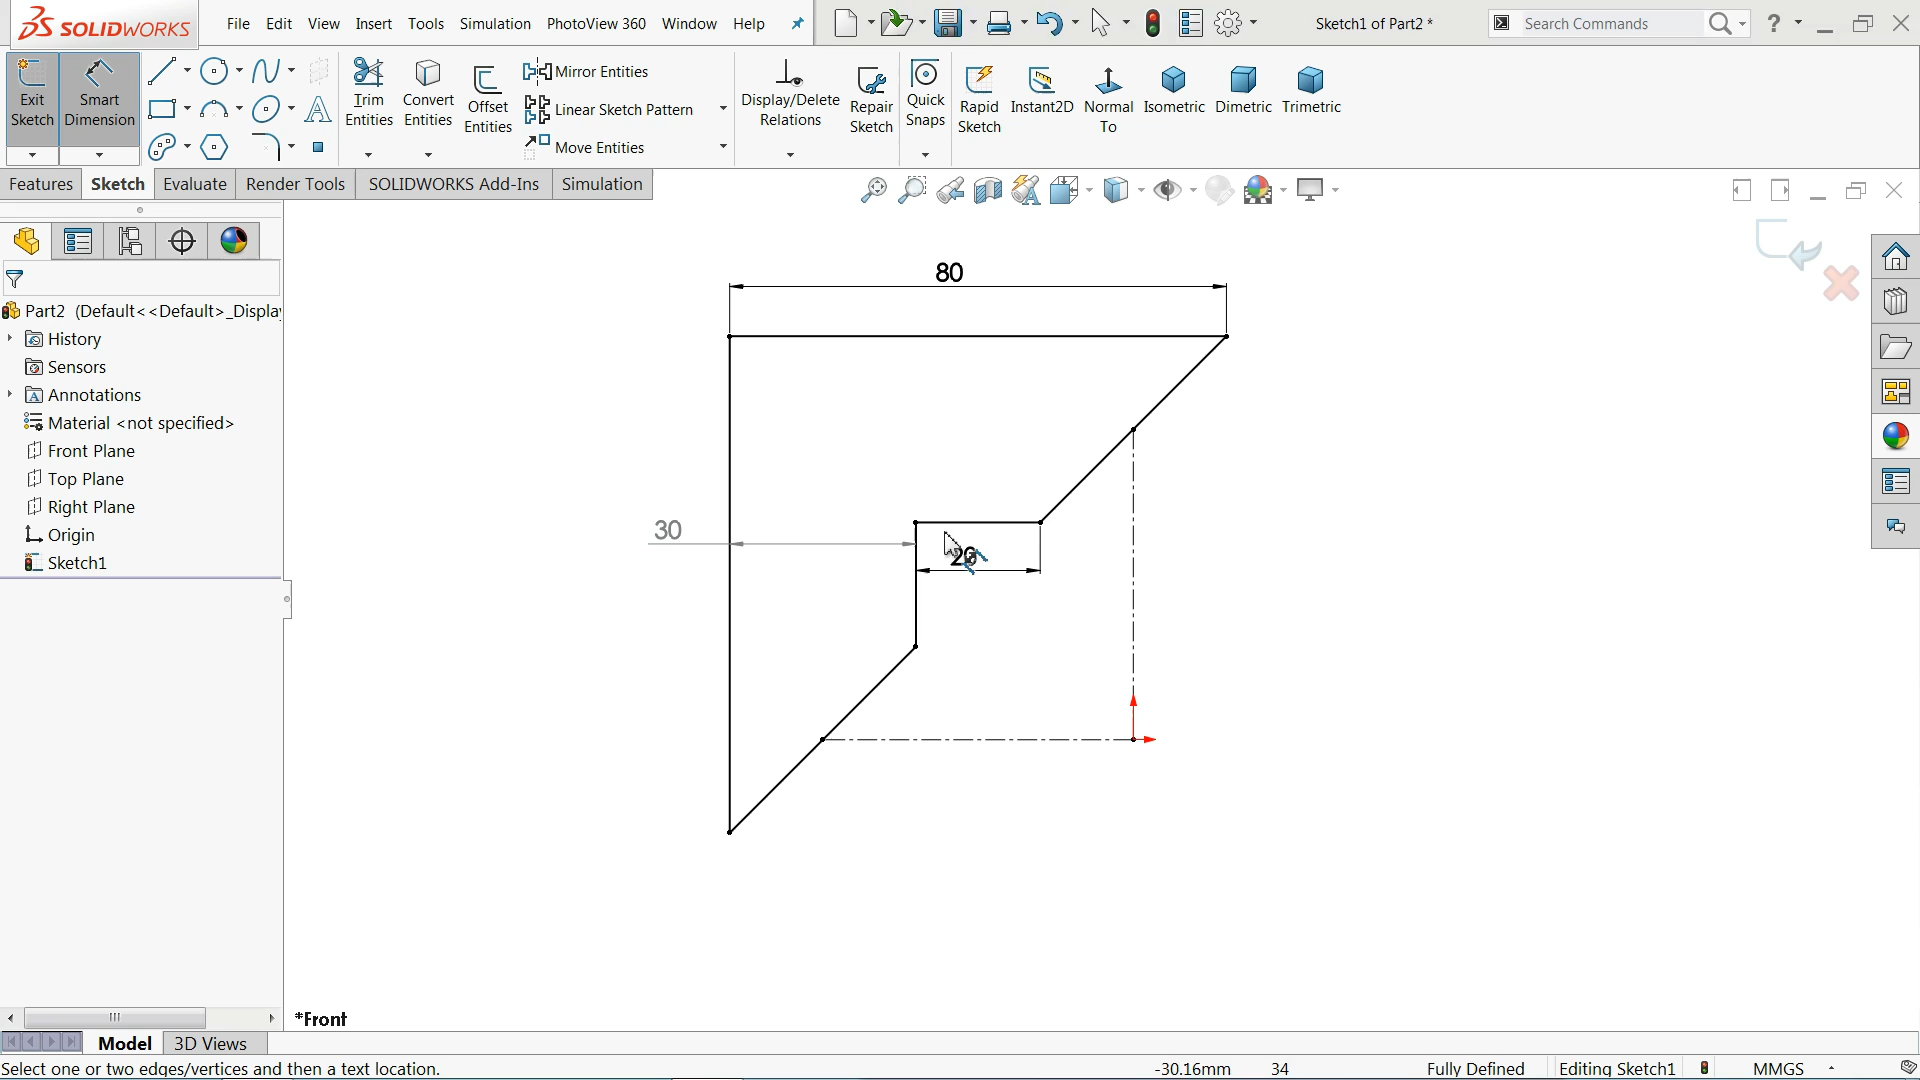 SOLIDWORKS
File Edit View Insert Tools Simulation PhotoView 360 Window Help
Sketch1 of Part2 *
Search Commands
?
Exit Sketch
Smart Dimension
Trim Entities
Convert Entities
Offset Entities
Mirror Entities
Linear Sketch Pattern
Move Entities
Display/Delete Relations
Repair Sketch
Quick Snaps
Rapid Sketch
Instant2D
Normal To
Isometric
Dimetric
Trimetric
Features Sketch Evaluate Render Tools SOLIDWORKS Add-Ins Simulation
Part2 (Default<<Default>_Displa
History
Sensors
A Annotations
Material <not specified>
Front Plane
Top Plane
Right Plane
Origin
Sketch1
80
30
*Front
Model 3D Views
Select one or two edges/vertices and then a text location.
-30.16mm 34 Fully Defined Editing Sketch1 MMGS